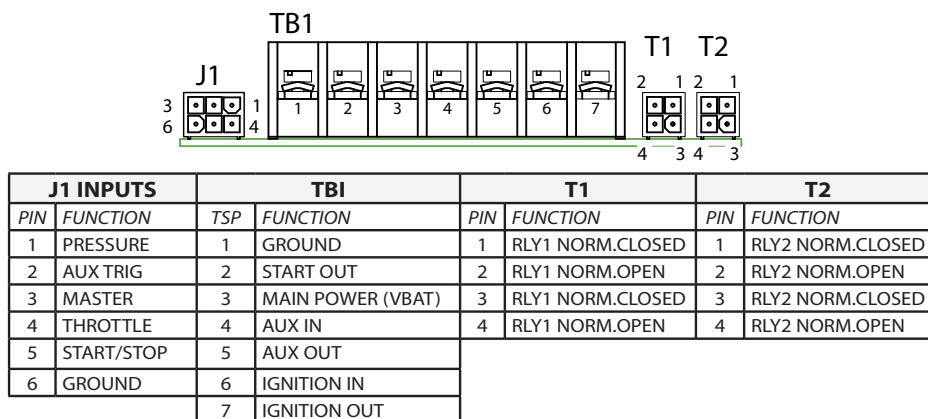 TB1
J1
T1 T2
3 1
6 4
1 2 3 4 5 6 7
2 1 2 1
4 3 4 3
J1 INPUTS TBI T1 T2
PIN FUNCTION TSP FUNCTION PIN FUNCTION PIN FUNCTION
1 PRESSURE 1 GROUND 1 RLY1 NORM.CLOSED 1 RLY2 NORM.CLOSED
2 AUX TRIG 2 START OUT 2 RLY1 NORM.OPEN 2 RLY2 NORM.OPEN
3 MASTER 3 MAIN POWER (VBAT) 3 RLY1 NORM.CLOSED 3 RLY2 NORM.CLOSED
4 THROTTLE 4 AUX IN 4 RLY1 NORM.OPEN 4 RLY2 NORM.OPEN
5 START/STOP 5 AUX OUT
6 GROUND 6 IGNITION IN
7 IGNITION OUT